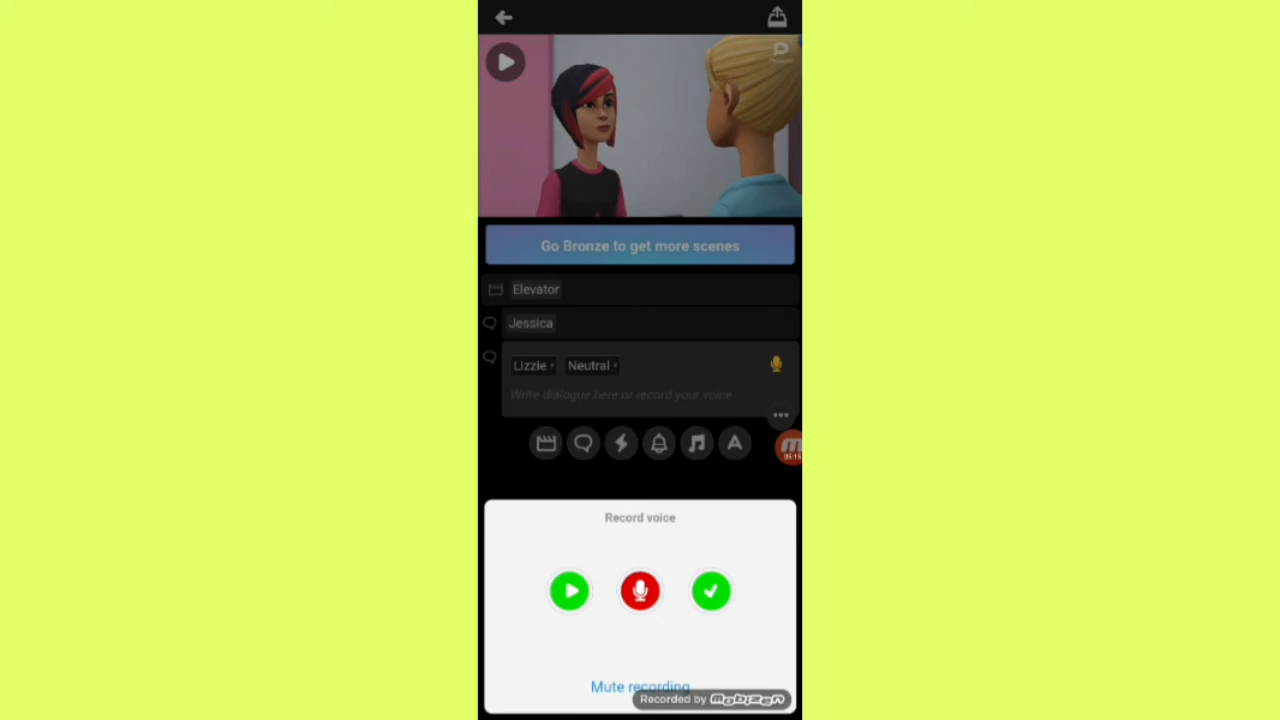 Go Bronze to get more scenes
Elevator
Jessica
Lizzie Neutral
Write dialogue here or record your voice
Record voice
Mute recording
Recorded by mobizen